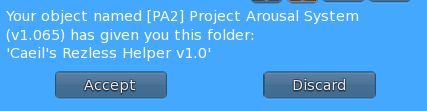 Your object named [PA2] Project Arousal System
(v1.065) has given you this folder:
'Caeil's Rezless Helper v1.0'
Accept Discard